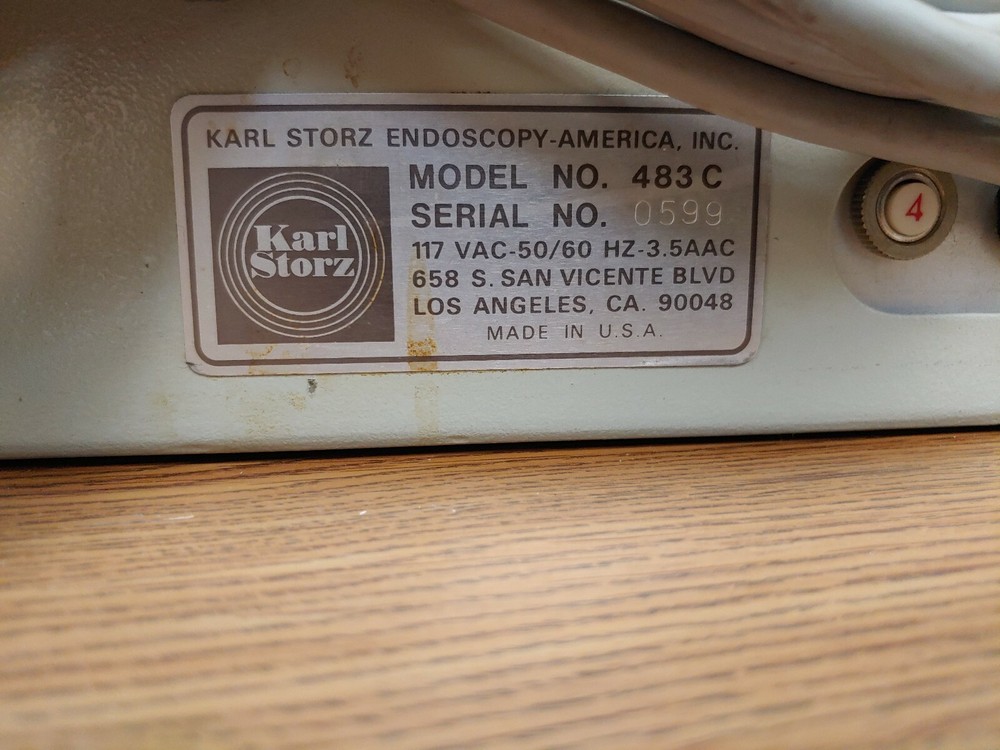 KARL STORZ ENDOSCOPY-AMERICA, INC.
Karl
Storz
MODEL NO. 483 C
SERIAL NO. 0599
117 VAC-50/60 HZ-3.5AAC
658 S. SAN VICENTE BLVD
LOS ANGELES, CA. 90048
MADE IN U.S.A.
4